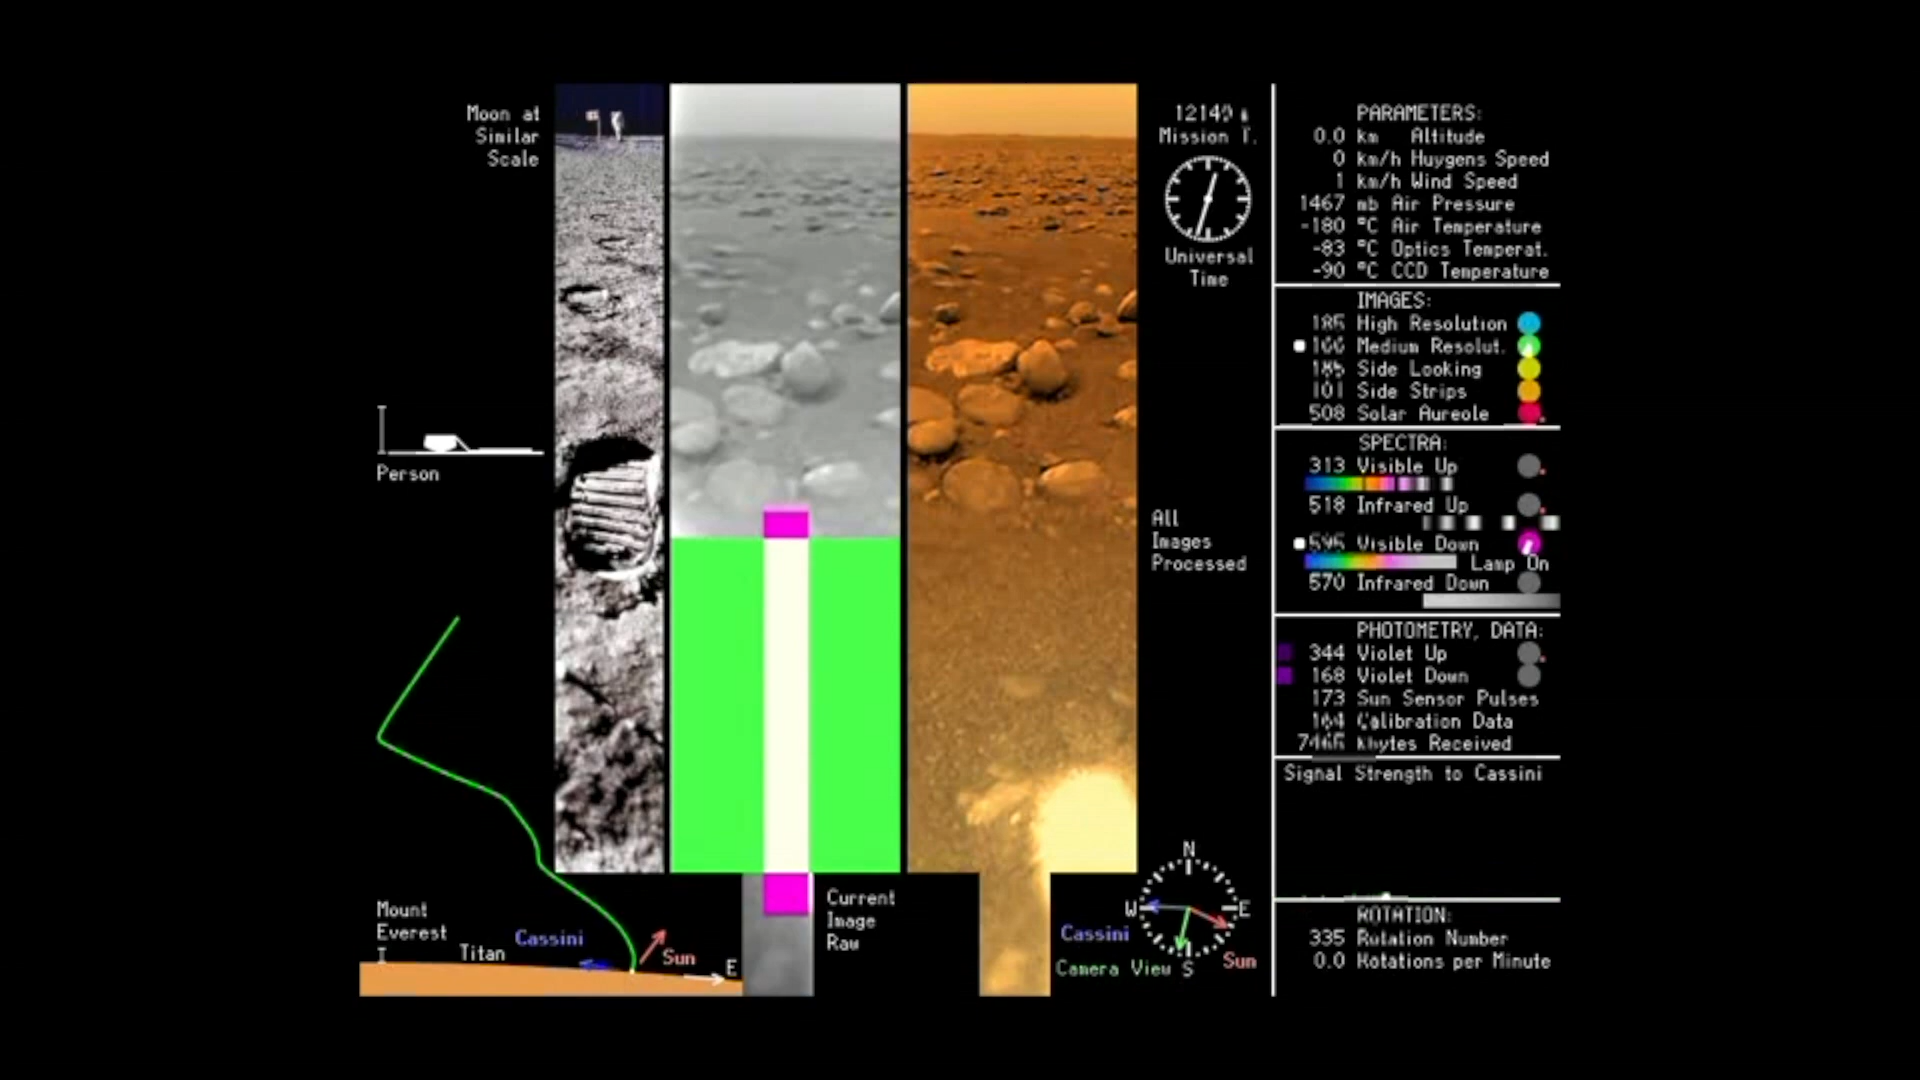 Moon at
Similar
Scale
Person
Mount
Everest
Titan
Cassini
Sun
E
Current
Image
Raw
Mission T.
Universal
Time
All
Images
Processed
N
W
E
S
Cassini
Camera View
Sun
PARAMETERS:
0.0 km Altitude
0 km/h Huygens Speed
1 km/h Wind Speed
1467 mb Air Pressure
-180 °C Air Temperature
-83 °C Optics Temperat.
-90 °C CCD Temperature
IMAGES:
185 High Resolution
166 Medium Resolut.
Side Looking
101 Side Strips
508 Solar Aureole
SPECTRA:
313 Visible Up
518 Infrared Up
595 Visible Down
Lamp On
570 Infrared Down
PHOTOMETRY, DATA:
344 Violet Up
168 Violet Down
173 Sun Sensor Pulses
164 Calibration Data
kbytes Received
Signal Strength to Cassini
ROTATION:
335 Rotation Number
0.0 Rotations per Minute